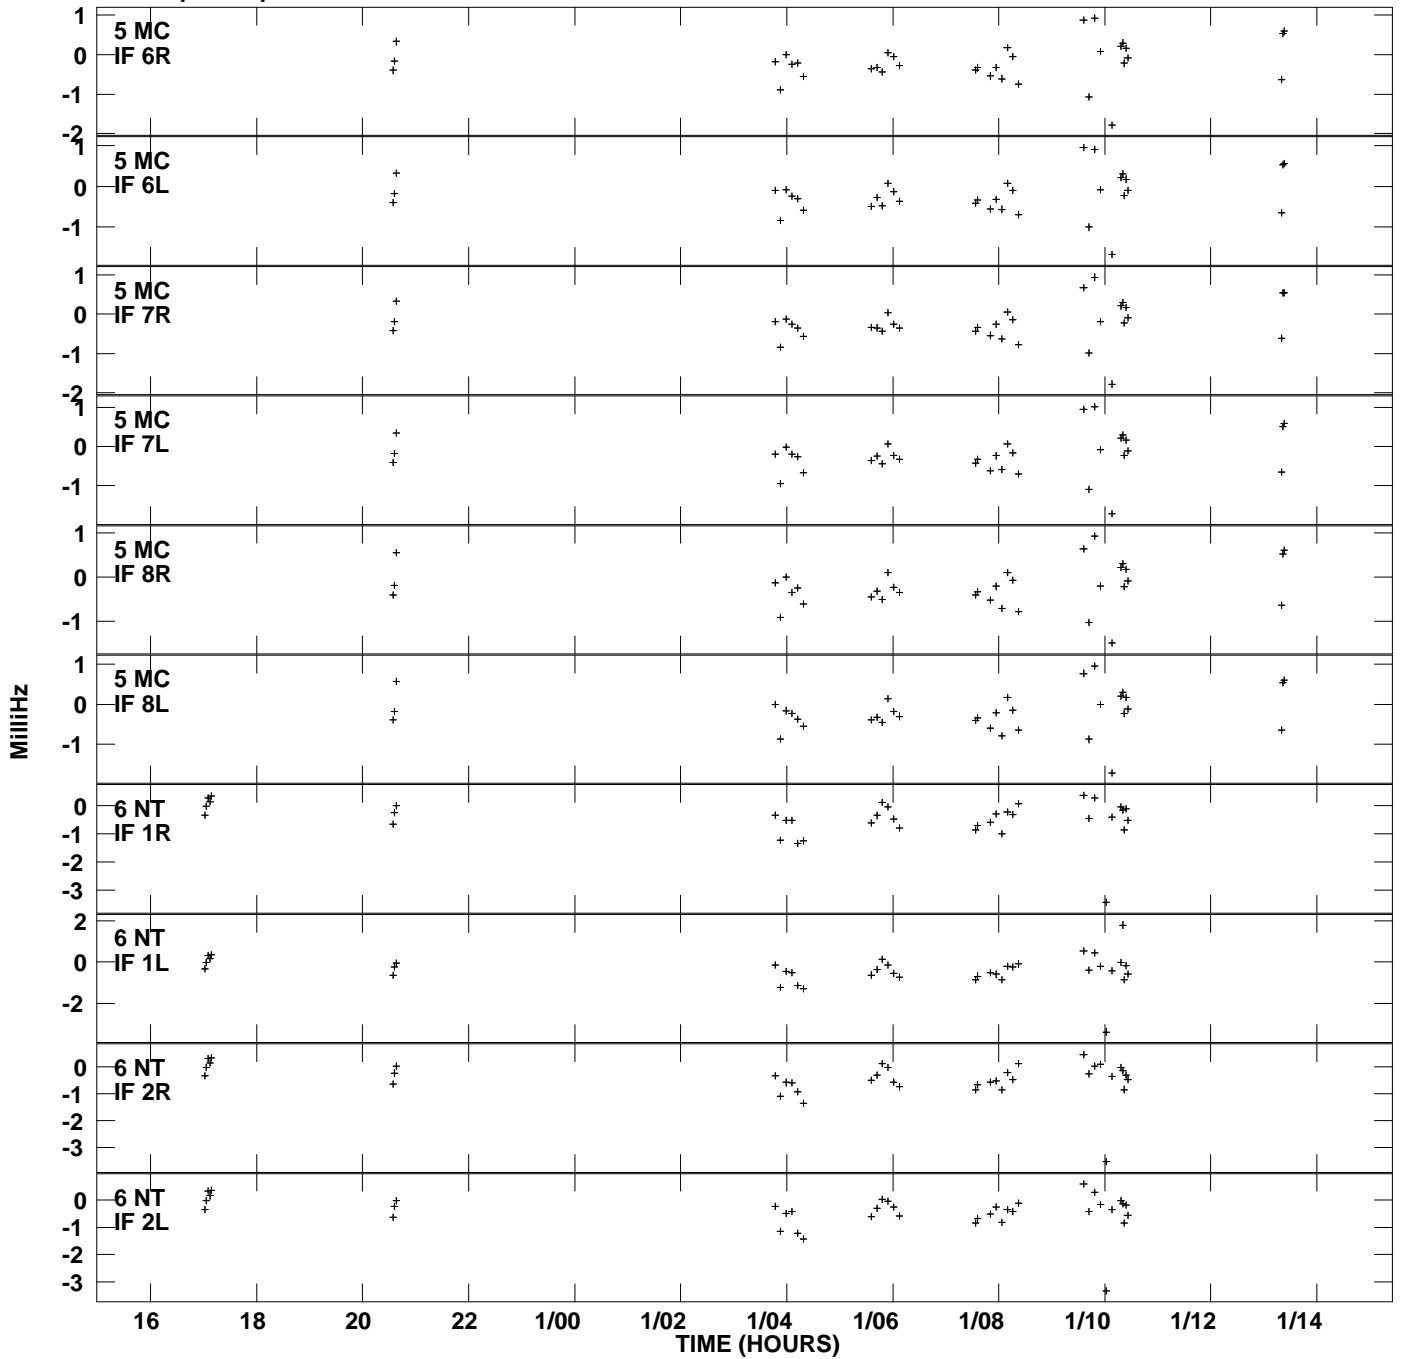 1
0
-1
-2
5 MC
IF 6R
1
0
-1
5 MC
IF 6L
1
0
-1
-2
5 MC
IF 7R
1
0
-1
5 MC
IF 7L
1
0
-1
5 MC
IF 8R
1
0
-1
5 MC
IF 8L
0
-1
-2
-3
6 NT
IF 1R
2
0
-2
6 NT
IF 1L
0
-1
-2
-3
6 NT
IF 2R
0
-1
-2
-3
6 NT
IF 2L
MilliHz
16 18 20 22 1/00 1/02 1/04 1/06 1/08 1/10 1/12 1/14
TIME (HOURS)